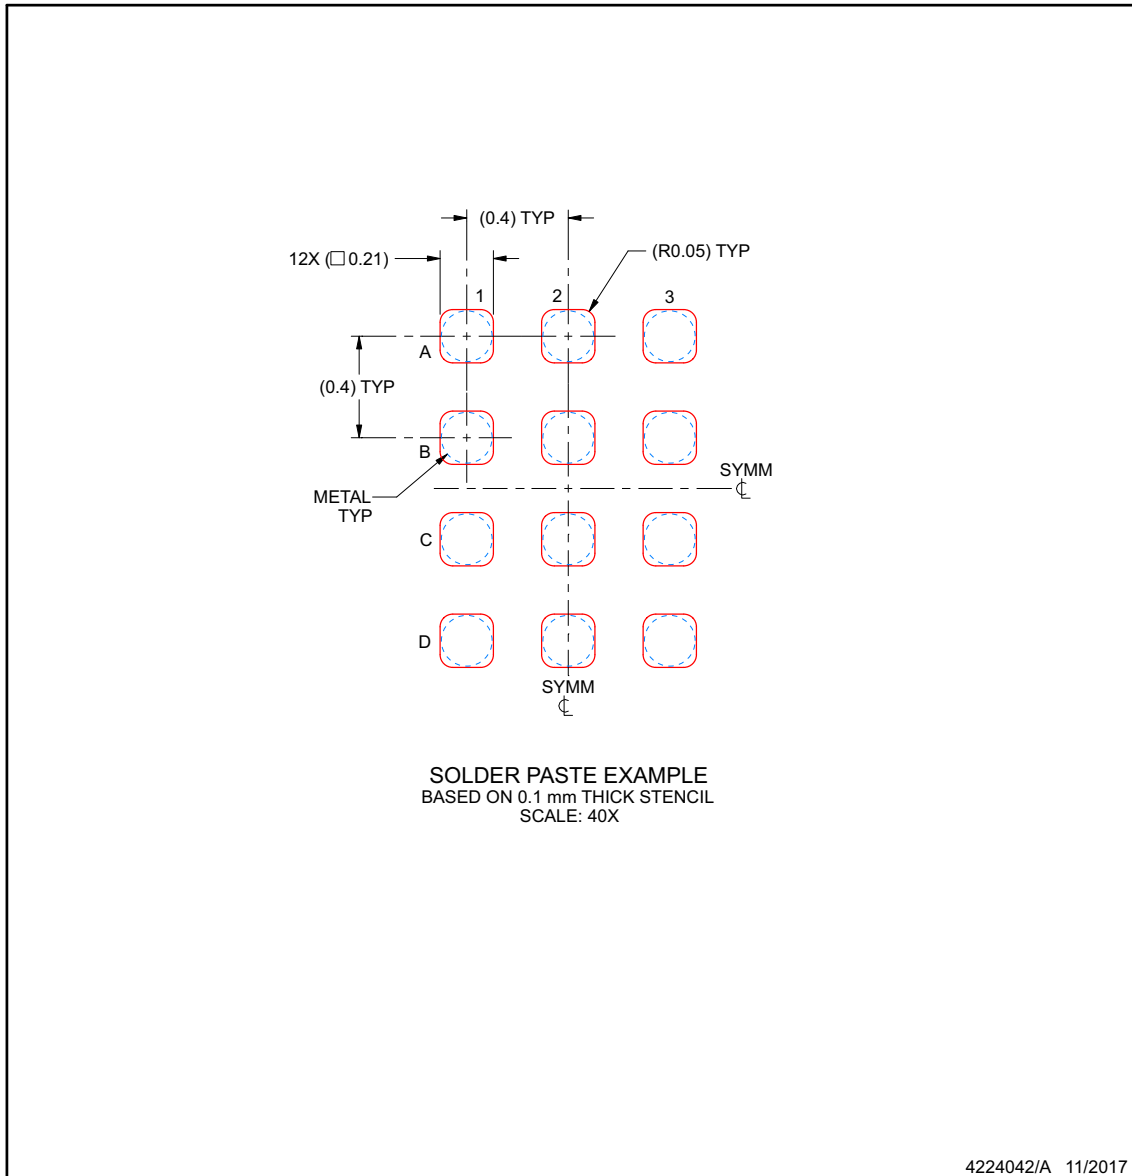 (0.4) TYP
12X (□ 0.21)
(R0.05) TYP
1
2
3
A
(0.4) TYP
B
SYMM
℄
METAL
TYP
C
D
SYMM
℄
SOLDER PASTE EXAMPLE
BASED ON 0.1 mm THICK STENCIL
SCALE: 40X
4224042/A 11/2017